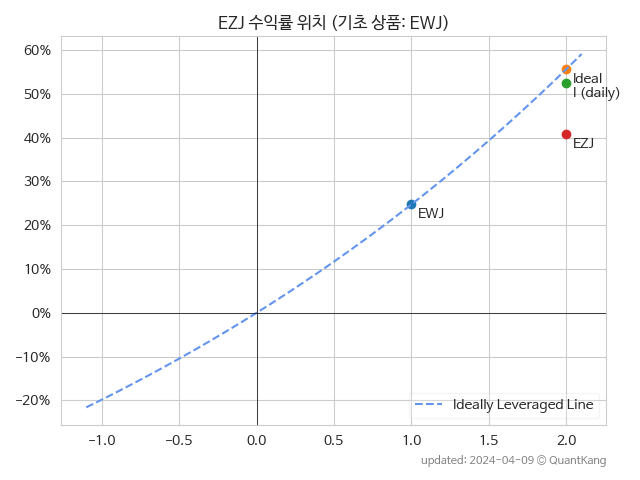 EZJ 수익률 위치 (기초 상품: EWJ)
60%
50%
40%
30%
20%
10%
0%
−10%
−20%
Ideal
I (daily)
EZJ
EWJ
Ideally Leveraged Line
−1.0 −0.5 0.0 0.5 1.0 1.5 2.0
updated: 2024-04-09 © QuantKang